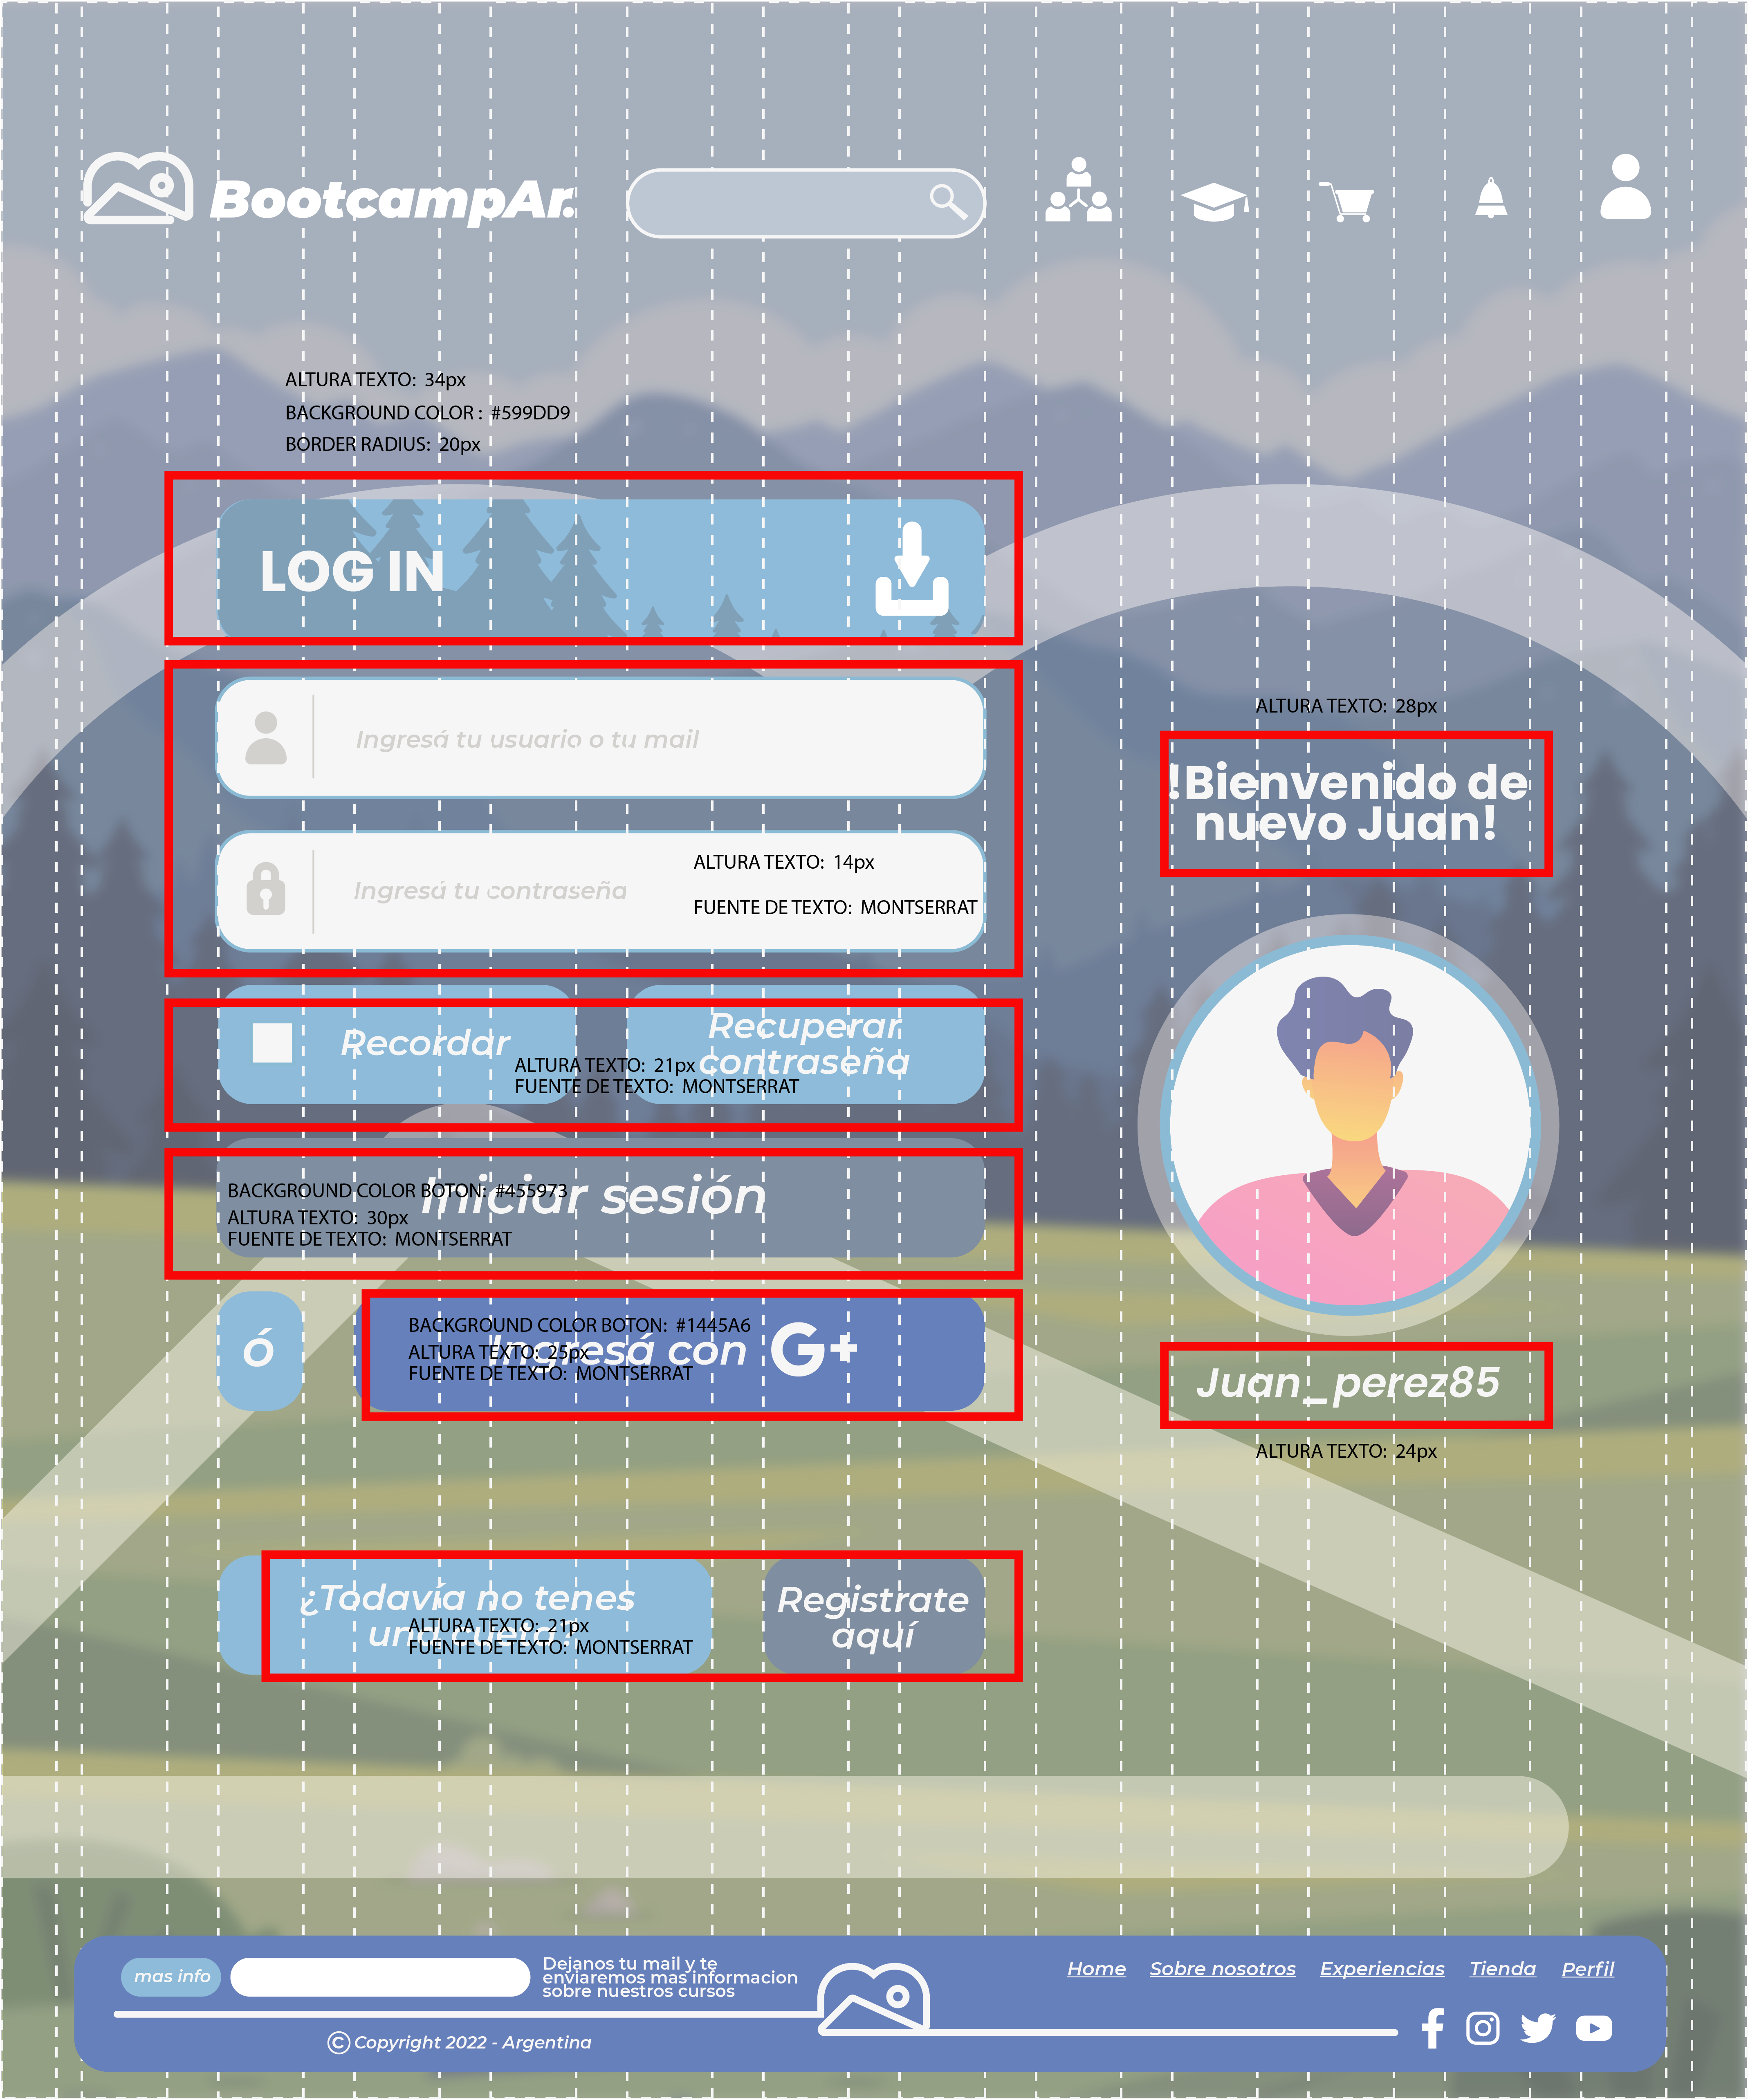 BootcampAr.
ALTURA TEXTO: 34px
BACKGROUND COLOR : #599DD9
BORDER RADIUS: 20px
LOG IN
Ingresá tu usuario o tu mail
Ingresá tu contraseña
ALTURA TEXTO: 14px
FUENTE DE TEXTO: MONTSERRAT
Recordar
Recuperar
contraseña
ALTURA TEXTO: 21px
FUENTE DE TEXTO: MONTSERRAT
Iniciar sesión
BACKGROUND COLOR BOTON: #455973
ALTURA TEXTO: 30px
FUENTE DE TEXTO: MONTSERRAT
Ó
Ingresá con G+
BACKGROUND COLOR BOTON: #1445A6
ALTURA TEXTO: 25px
FUENTE DE TEXTO: MONTSERRAT
¿Todavía no tenes
una
ALTURA TEXTO: 21px
FUENTE DE TEXTO: MONTSERRAT
Registrate
aquí
ALTURA TEXTO: 28px
!Bienvenido de
nuevo Juan!
Juan_perez85
ALTURA TEXTO: 24px
mas info
Dejanos tu mail y te
enviaremos mas informacion
sobre nuestros cursos
© Copyright 2022 - Argentina
Home Sobre nosotros Experiencias Tienda Perfil